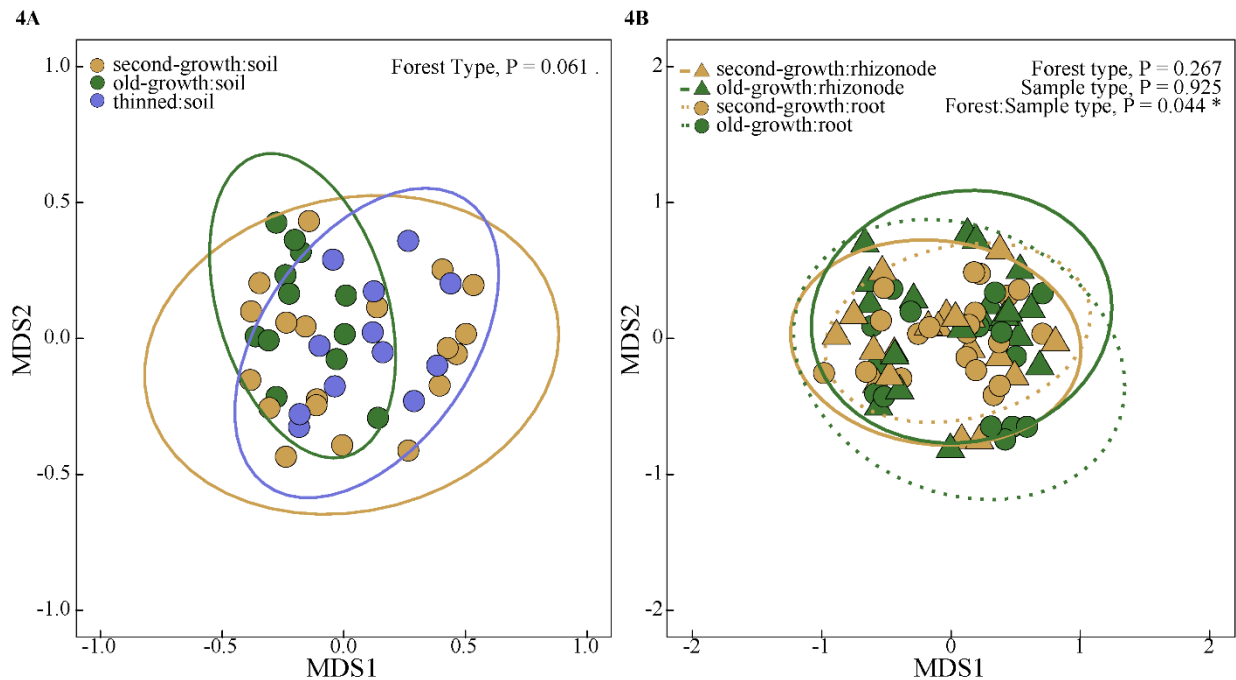 4A
second-growth:soil
old-growth:soil
thinned:soil
Forest Type, P = 0.061 .
1.0
0.5
0.0
-0.5
-1.0
MDS2
-1.0 -0.5 0.0 0.5 1.0
MDS1
4B
second-growth:rhizonode
old-growth:rhizonode
second-growth:root
old-growth:root
Forest type, P = 0.267
Sample type, P = 0.925
Forest:Sample type, P = 0.044 *
2
1
0
-1
-2
MDS2
-2 -1 0 1 2
MDS1